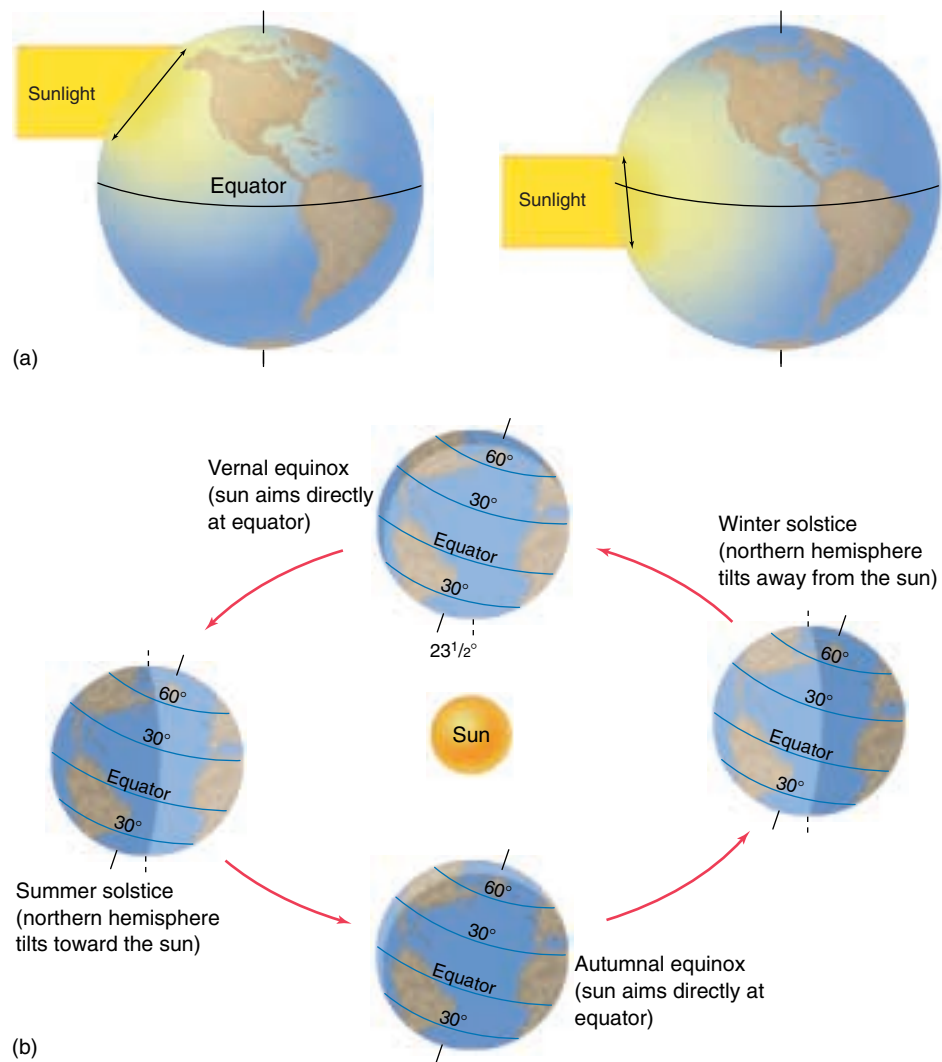 Sunlight
Equator
Sunlight
(a)
Vernal equinox
(sun aims directly
at equator)
60°
30°
Equator
30°
23 1/2°
Winter solstice
(northern hemisphere
tilts away from the sun)
60°
30°
Equator
30°
Sun
60°
30°
Equator
30°
Summer solstice
(northern hemisphere
tilts toward the sun)
60°
30°
Equator
30°
Autumnal equinox
(sun aims directly at
equator)
(b)